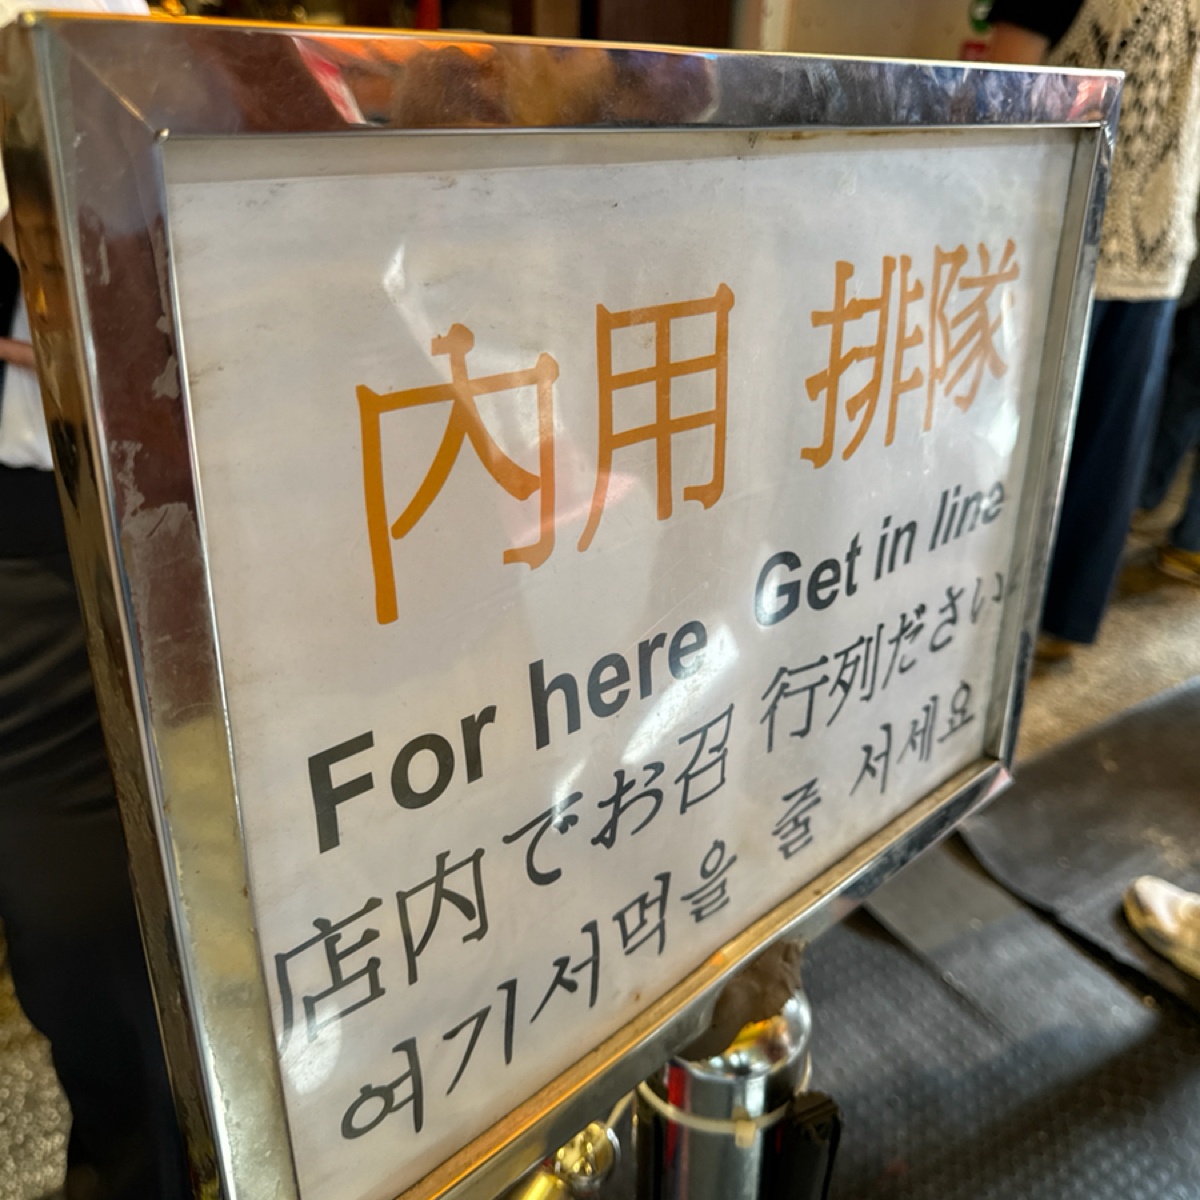 內用 排隊
For here Get in line
店内でお召 行列ださい
여기서먹을 줄 서세요